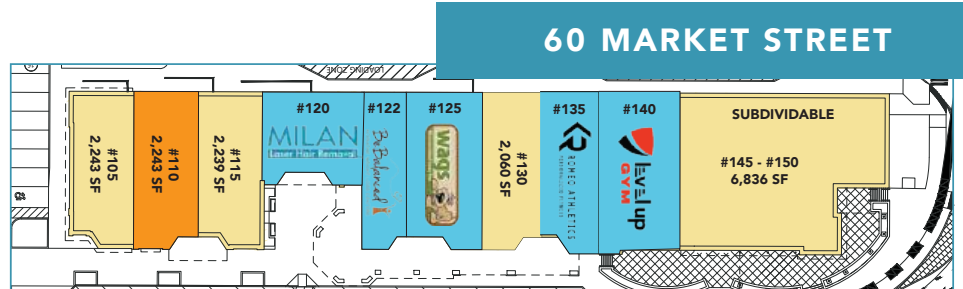 60 MARKET STREET
LOADING ZONE
#105
2,243 SF
#110
2,243 SF
#115
2,239 SF
#120
MILAN
Laser Hair Removal
#122
BeBalanced
#125
wags
#130
2,060 SF
#135
ROMEO ATHLETICS
#140
level up
GYM
SUBDIVIDABLE
#145 - #150
6,836 SF